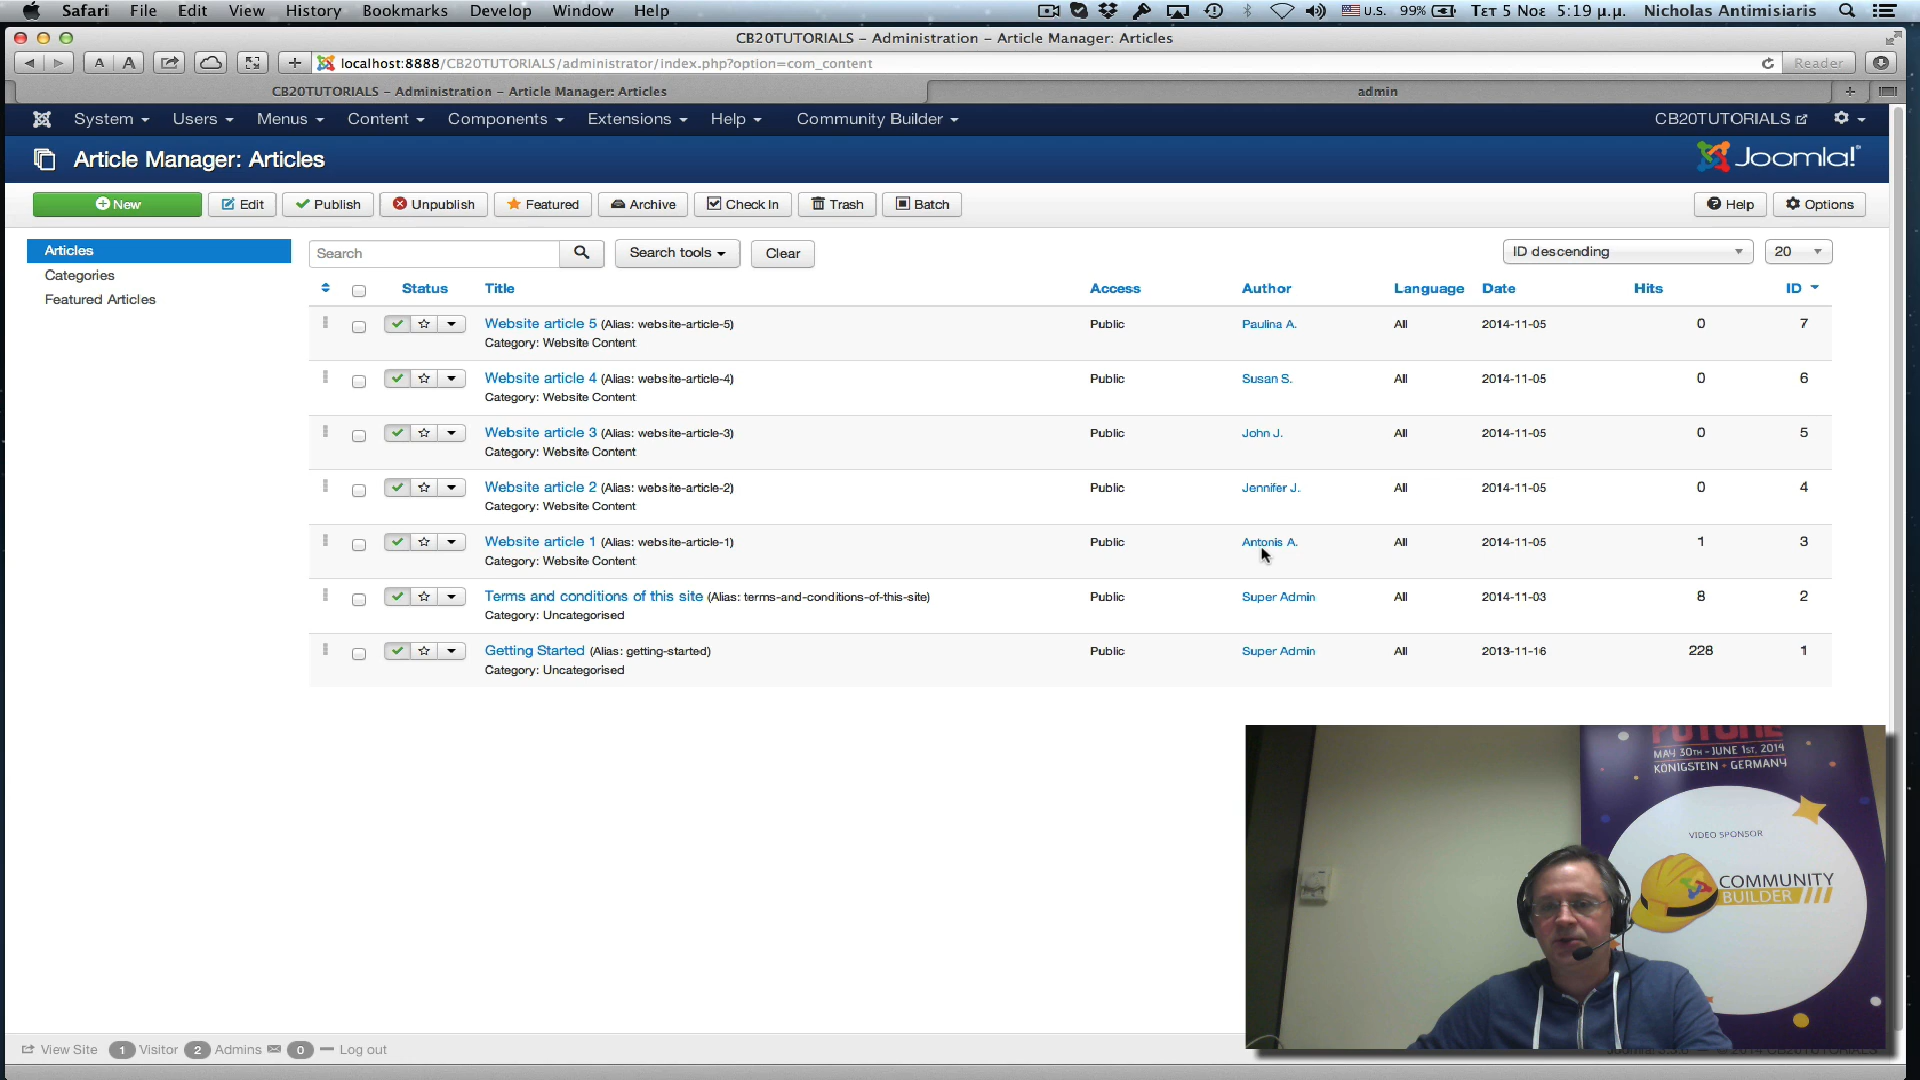 Safari File Edit View History Bookmarks Develop Window Help U.S. 99% Τετ 5 Νοε 5:19 μ.μ. Nicholas Antimisiaris
CB20TUTORIALS – Administration – Article Manager: Articles
A A + localhost:8888/CB20TUTORIALS/administrator/index.php?option=com_content Reader
CB20TUTORIALS – Administration – Article Manager: Articles admin +
System Users Menus Content Components Extensions Help Community Builder CB20TUTORIALS
Article Manager: Articles Joomla!
New Edit Publish Unpublish Featured Archive Check In Trash Batch Help Options
Articles
Categories
Featured Articles
Search Search tools Clear ID descending 20
Status Title Access Author Language Date Hits ID
Website article 5 (Alias: website-article-5) Public Paulina A. All 2014-11-05 0 7
Category: Website Content
Website article 4 (Alias: website-article-4) Public Susan S. All 2014-11-05 0 6
Category: Website Content
Website article 3 (Alias: website-article-3) Public John J. All 2014-11-05 0 5
Category: Website Content
Website article 2 (Alias: website-article-2) Public Jennifer J. All 2014-11-05 0 4
Category: Website Content
Website article 1 (Alias: website-article-1) Public Antonis A. All 2014-11-05 1 3
Category: Website Content
Terms and conditions of this site (Alias: terms-and-conditions-of-this-site) Public Super Admin All 2014-11-03 8 2
Category: Uncategorised
Getting Started (Alias: getting-started) Public Super Admin All 2013-11-16 228 1
Category: Uncategorised
FUTURE
MAY 30TH - JUNE 1ST, 2014
KÖNIGSTEIN - GERMANY
VIDEO SPONSOR
COMMUNITY
BUILDER
View Site 1 Visitor 2 Admins 0 Log out